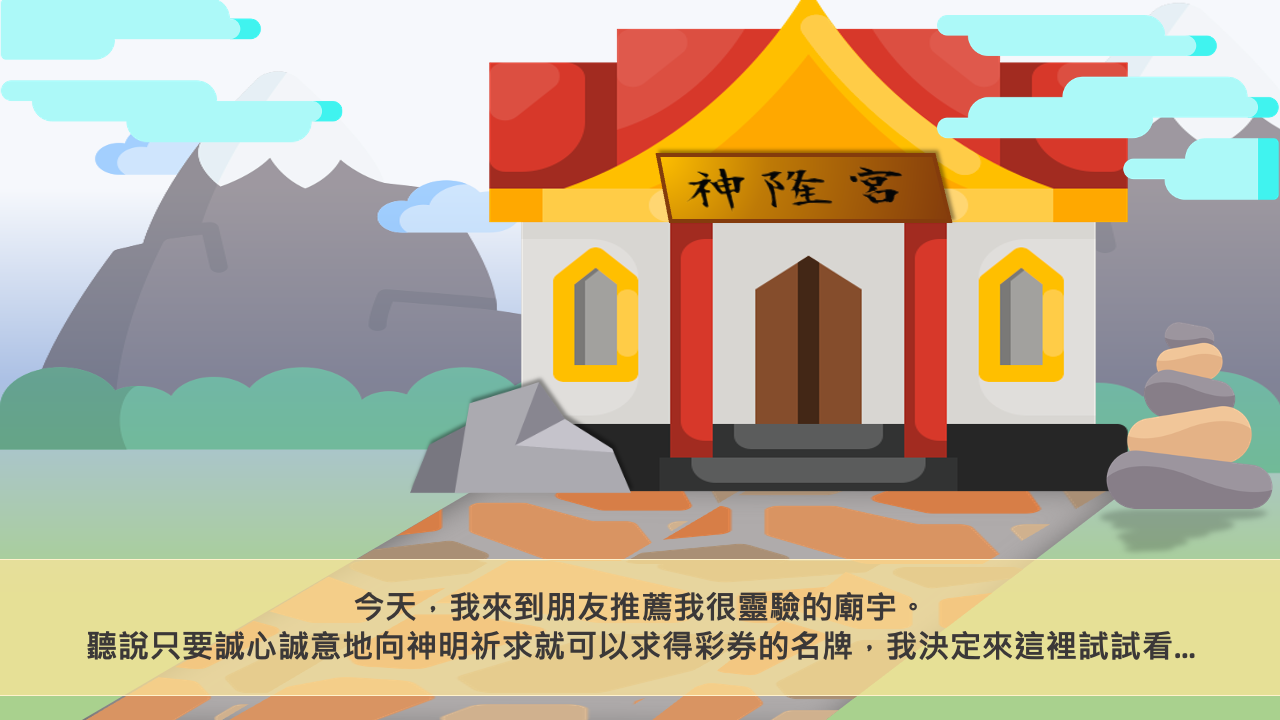 神隆宮
今天，我來到朋友推薦我很靈驗的廟宇。
聽說只要誠心誠意地向神明祈求就可以求得彩券的名牌，我決定來這裡試試看...